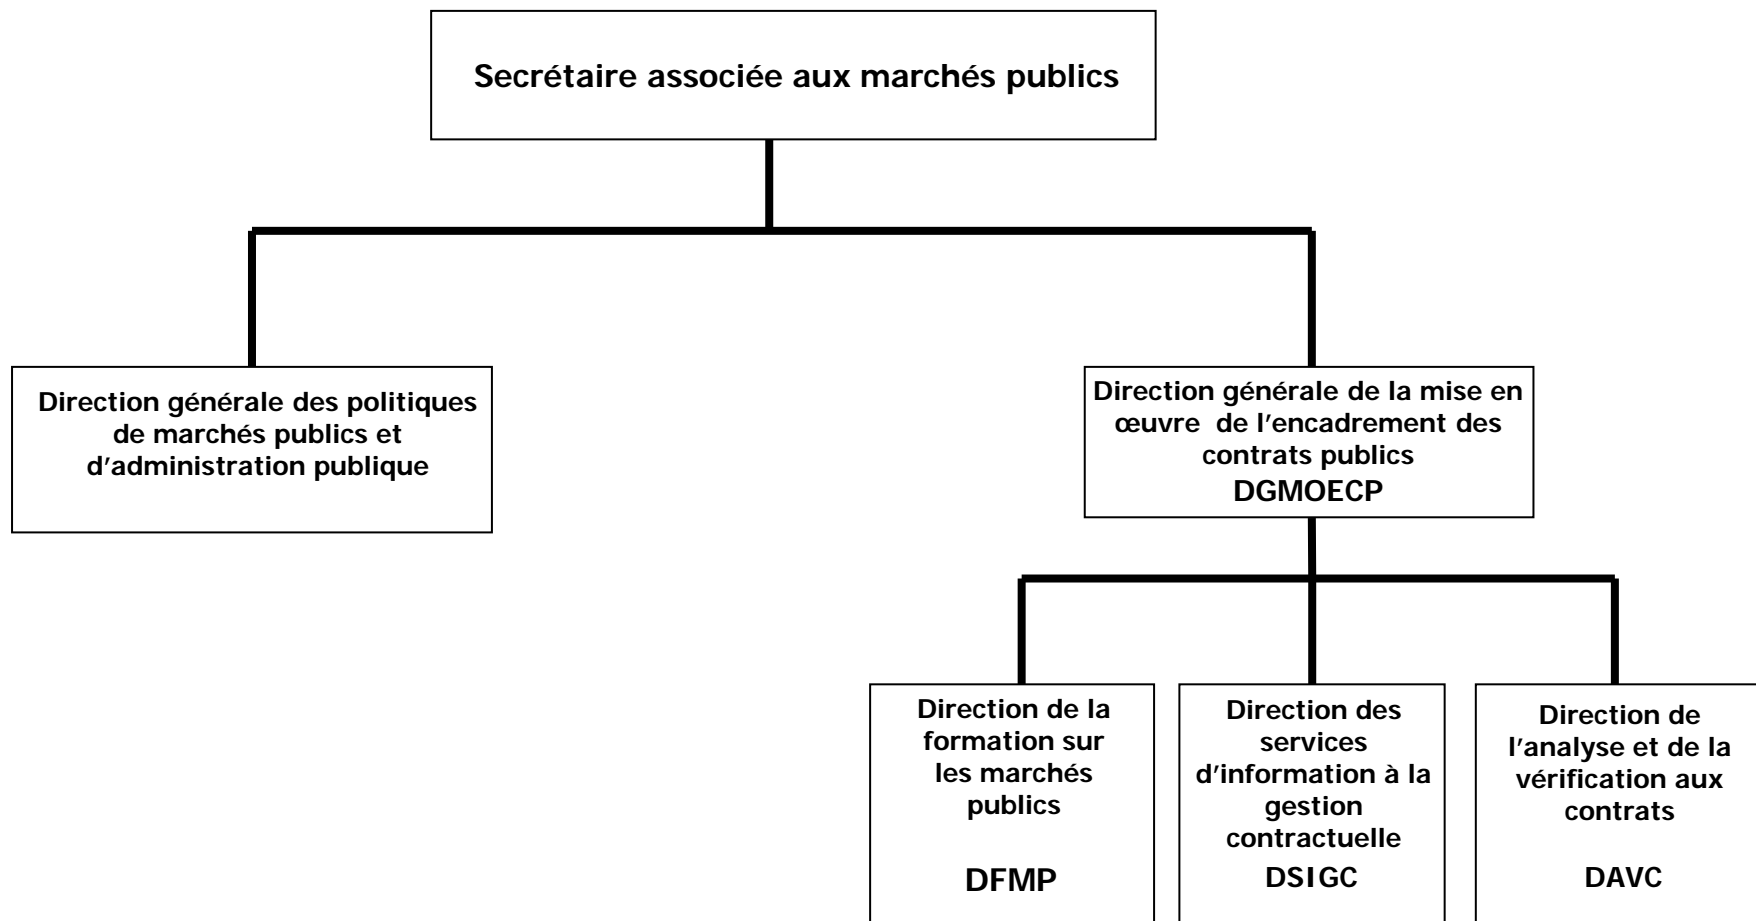 Secrétaire associée aux marchés publics
Direction générale des politiques
de marchés publics et
d'administration publique
Direction générale de la mise en
œuvre de l'encadrement des
contrats publics
DGMOECP
Direction de la
formation sur
les marchés
publics
DFMP
Direction des
services
d'information à la
gestion
contractuelle
DSIGC
Direction de
l'analyse et de la
vérification aux
contrats
DAVC